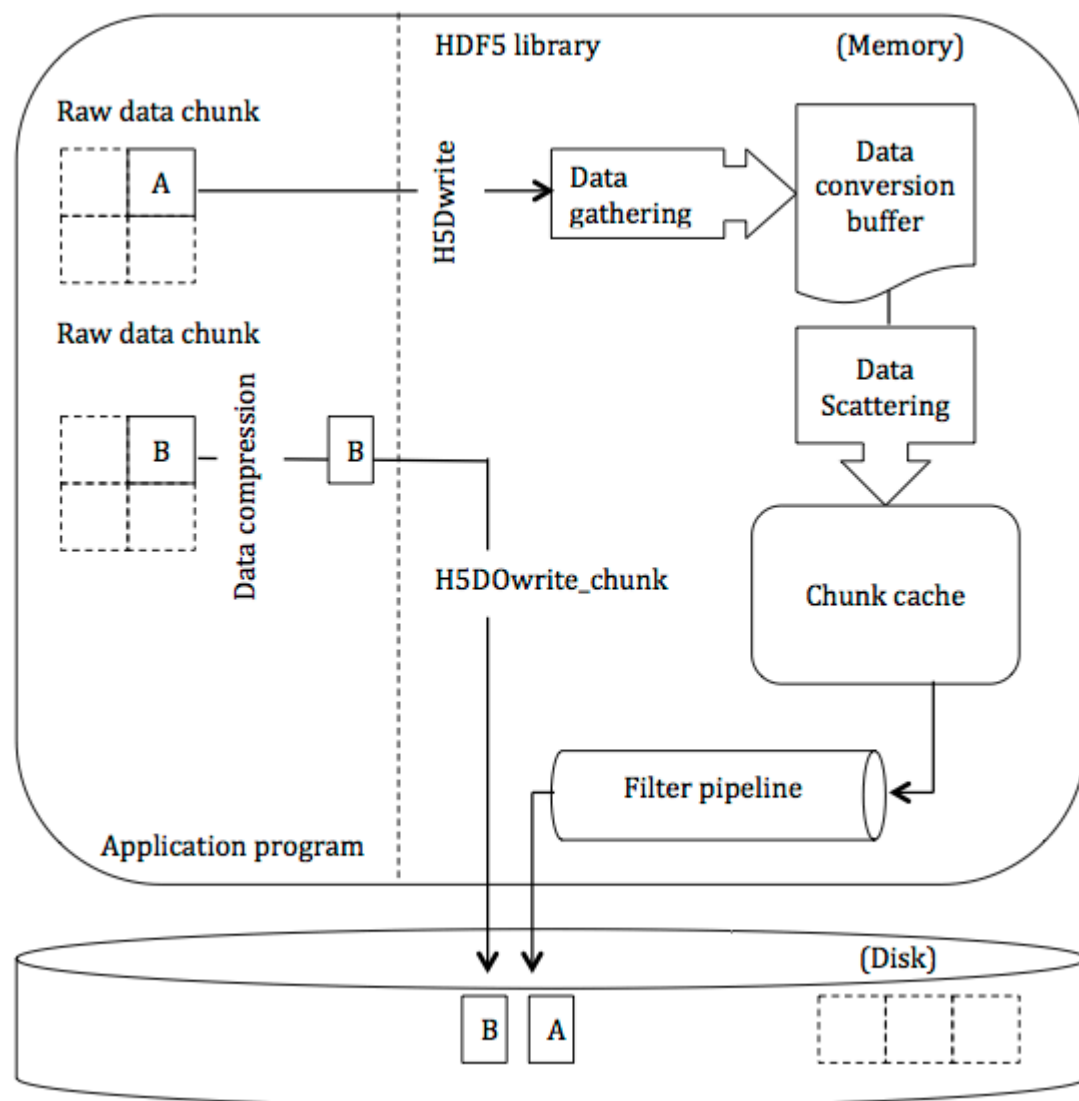 HDF5 library
(Memory)
Raw data chunk
A
H5Dwrite
Data
gathering
Data
conversion
buffer
Raw data chunk
B
Data compression
B
Data
Scattering
H5DOwrite_chunk
Chunk cache
Filter pipeline
Application program
(Disk)
B
A